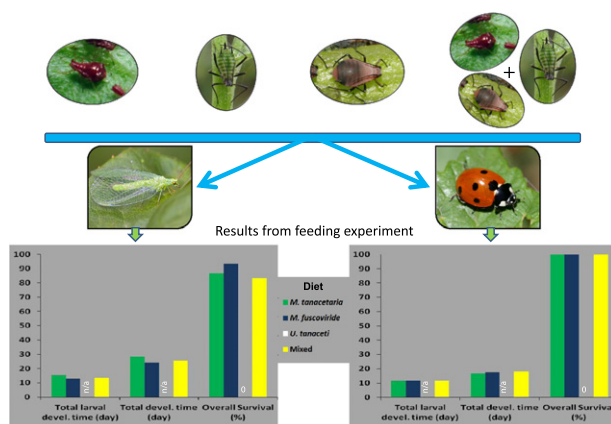 +
Results from feeding experiment
100
90
80
70
60
50
40
30
20
10
0
n/a
n/a
0
Total larval devel. time (day)
Total devel. time (day)
Overall Survival (%)
Diet
M. tanacetaria
M. fuscoviride
U. tanaceti
Mixed
100
90
80
70
60
50
40
30
20
10
0
n/a
n/a
0
Total larval devel. time (day)
Total devel. time (day)
Overall Survival (%)